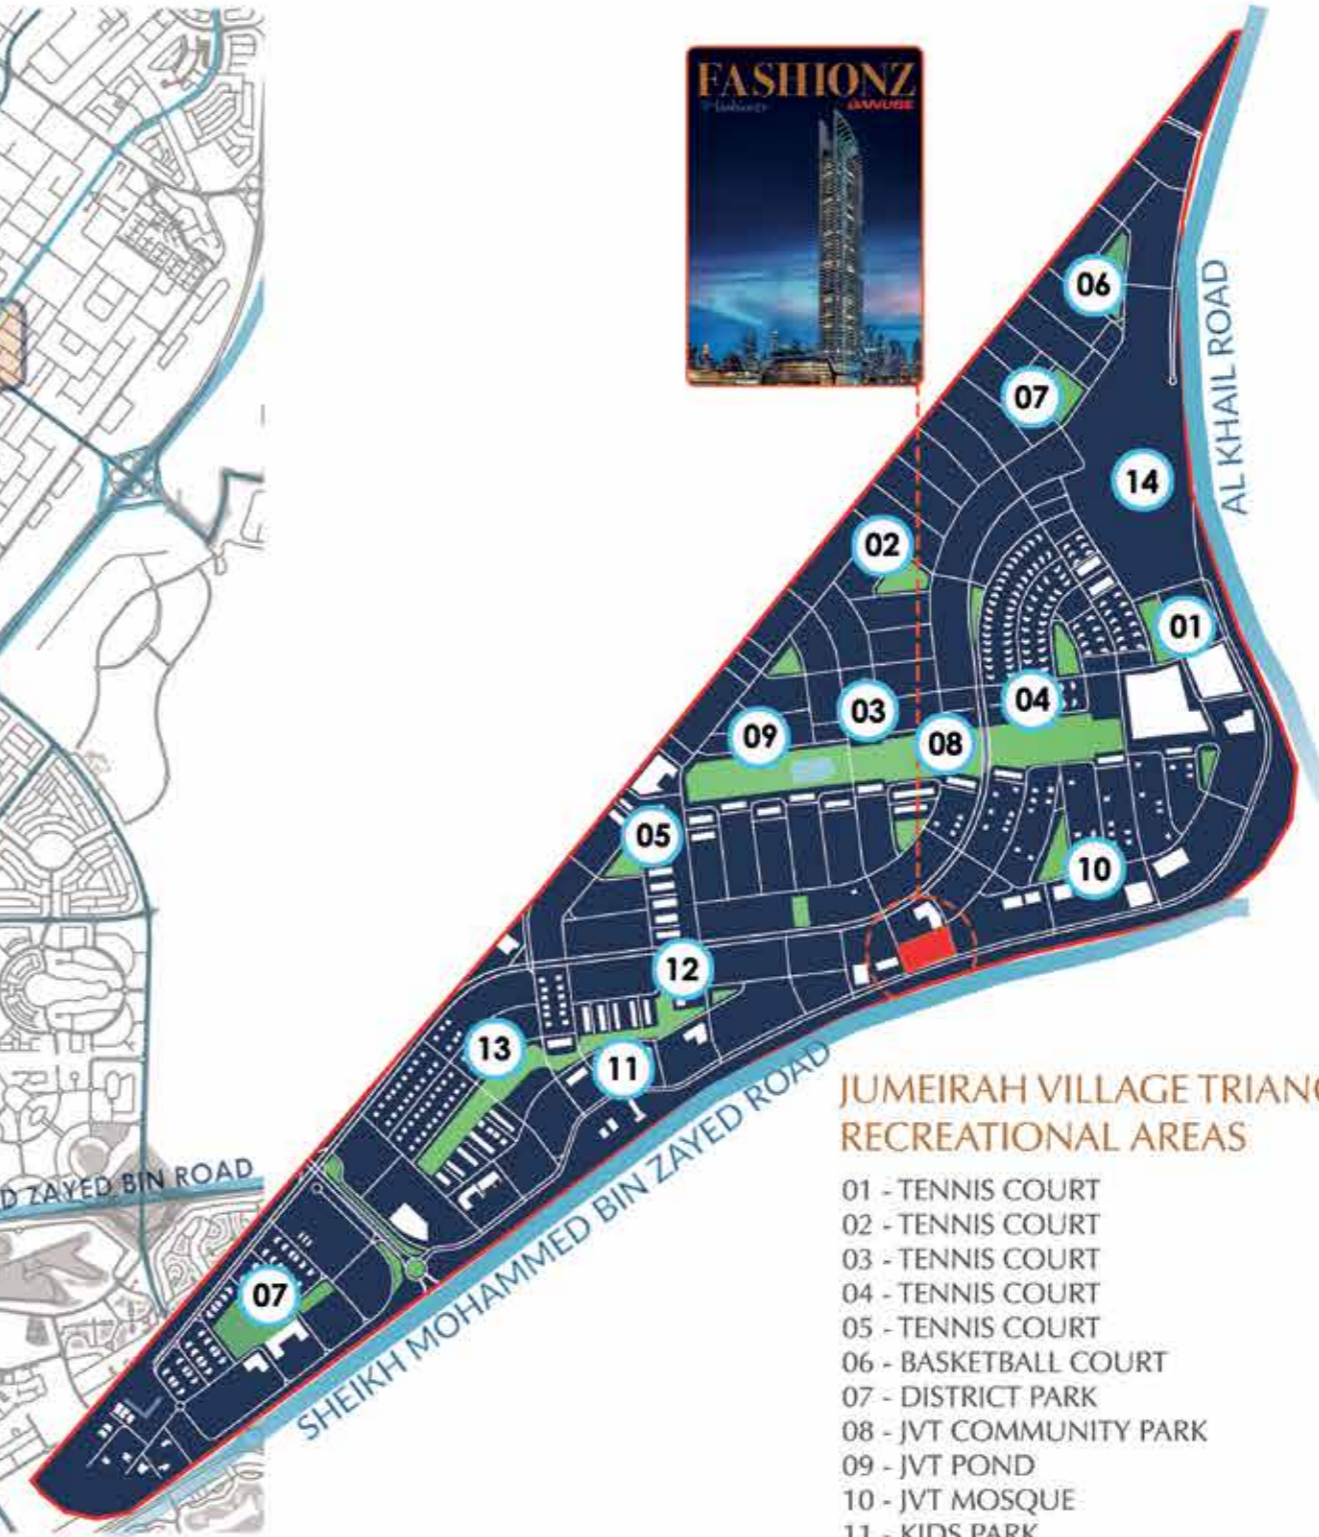 FASHIONZ
DANUBE
06
07
14
AL KHAIL ROAD
02
01
04
03
09
08
05
10
12
13
11
07
D ZAYED BIN ROAD
SHEIKH MOHAMMED BIN ZAYED ROAD
JUMEIRAH VILLAGE TRIANG
RECREATIONAL AREAS
01 - TENNIS COURT
02 - TENNIS COURT
03 - TENNIS COURT
04 - TENNIS COURT
05 - TENNIS COURT
06 - BASKETBALL COURT
07 - DISTRICT PARK
08 - JVT COMMUNITY PARK
09 - JVT POND
10 - JVT MOSQUE
11 - KIDS PARK